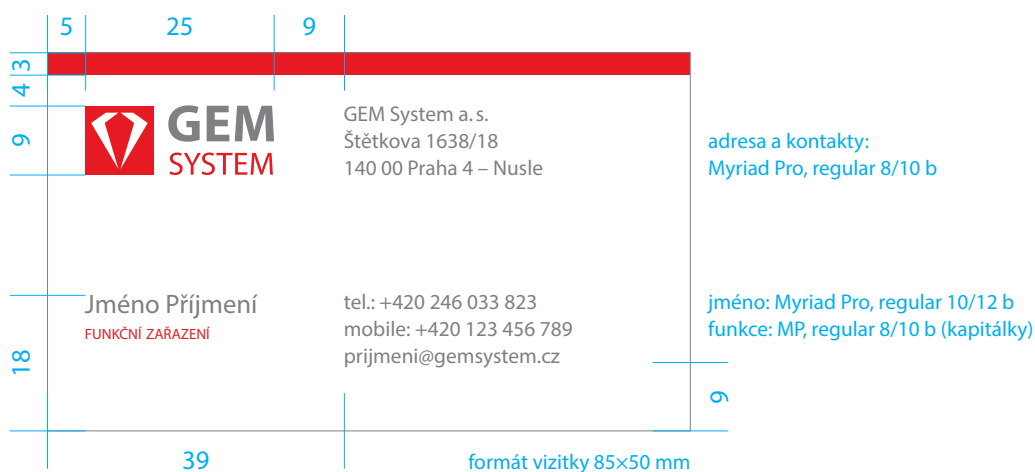 5 25 9
3
4
9
GEM
SYSTEM
GEM System a. s.
Štětkova 1638/18
140 00 Praha 4 – Nusle
adresa a kontakty:
Myriad Pro, regular 8/10 b
Jméno Příjmení
FUNKČNÍ ZAŘAZENÍ
tel.: +420 246 033 823
mobile: +420 123 456 789
prijmeni@gemsystem.cz
jméno: Myriad Pro, regular 10/12 b
funkce: MP, regular 8/10 b (kapitálky)
18
9
39
formát vizitky 85×50 mm